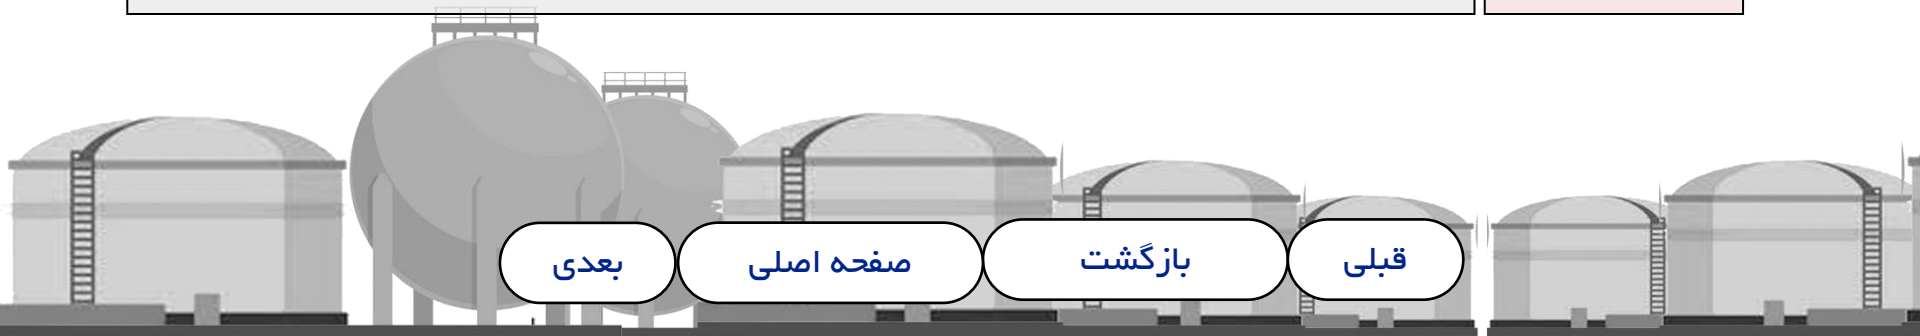 قبلی
بازگشت
صفحه اصلی
بعدی